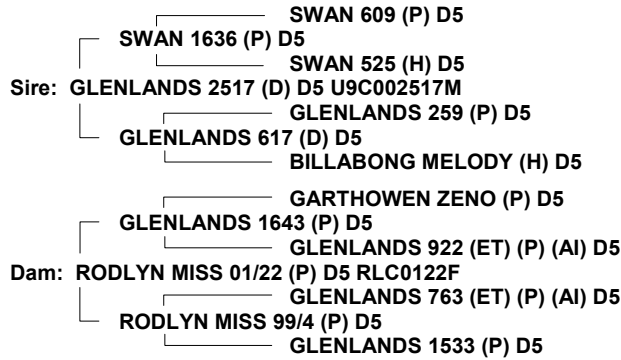 SWAN 609 (P) D5
SWAN 1636 (P) D5
SWAN 525 (H) D5
Sire: GLENLANDS 2517 (D) D5 U9C002517M
GLENLANDS 259 (P) D5
GLENLANDS 617 (D) D5
BILLABONG MELODY (H) D5
GARTHOWEN ZENO (P) D5
GLENLANDS 1643 (P) D5
GLENLANDS 922 (ET) (P) (AI) D5
Dam: RODLYN MISS 01/22 (P) D5 RLC0122F
GLENLANDS 763 (ET) (P) (AI) D5
RODLYN MISS 99/4 (P) D5
GLENLANDS 1533 (P) D5